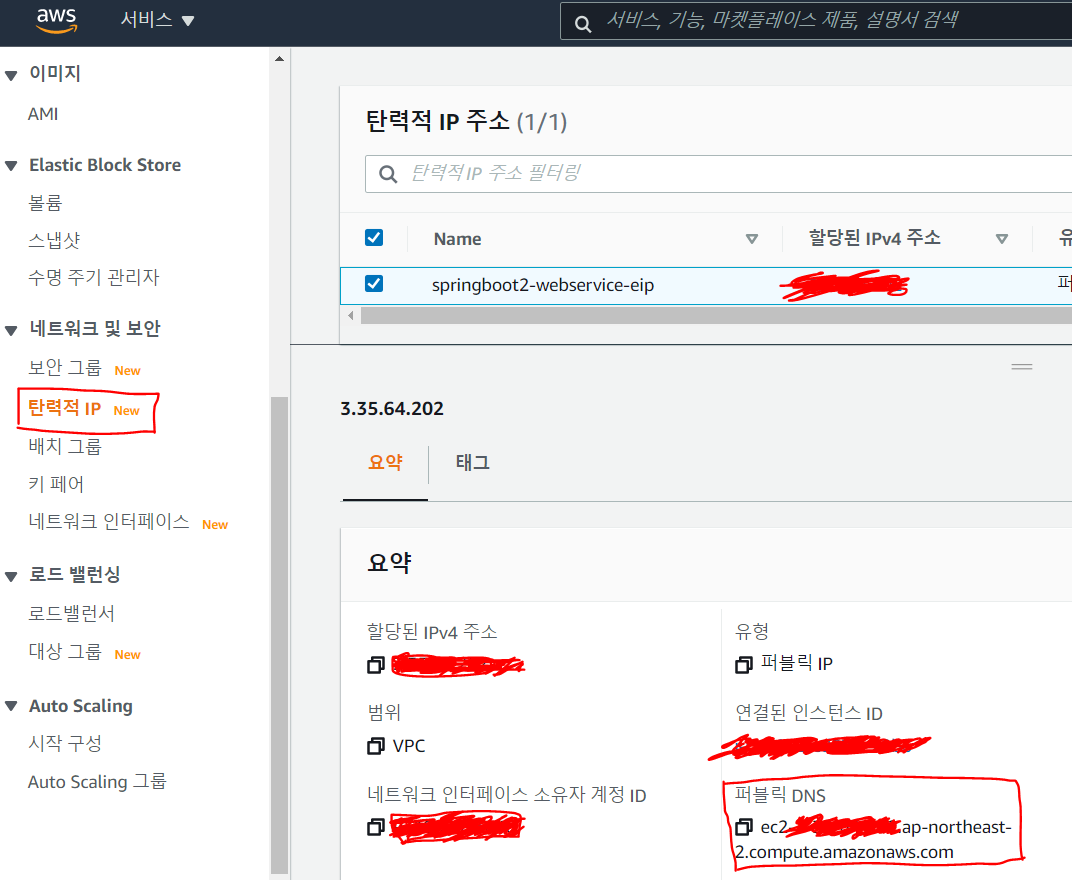 aws 서비스
서비스, 기능, 마켓플레이스 제품, 설명서 검색
이미지
AMI
Elastic Block Store
볼륨
스냅샷
수명 주기 관리자
네트워크 및 보안
보안 그룹 New
탄력적 IP New
배치 그룹
키 페어
네트워크 인터페이스 New
로드 밸런싱
로드밸런서
대상 그룹 New
Auto Scaling
시작 구성
Auto Scaling 그룹
탄력적 IP 주소 (1/1)
탄력적 IP 주소 필터링
Name 할당된 IPv4 주소
springboot2-webservice-eip
3.35.64.202
요약 태그
요약
할당된 IPv4 주소
유형
퍼블릭 IP
범위
VPC
연결된 인스턴스 ID
네트워크 인터페이스 소유자 계정 ID
퍼블릭 DNS
ec2 .ap-northeast-
2.compute.amazonaws.com